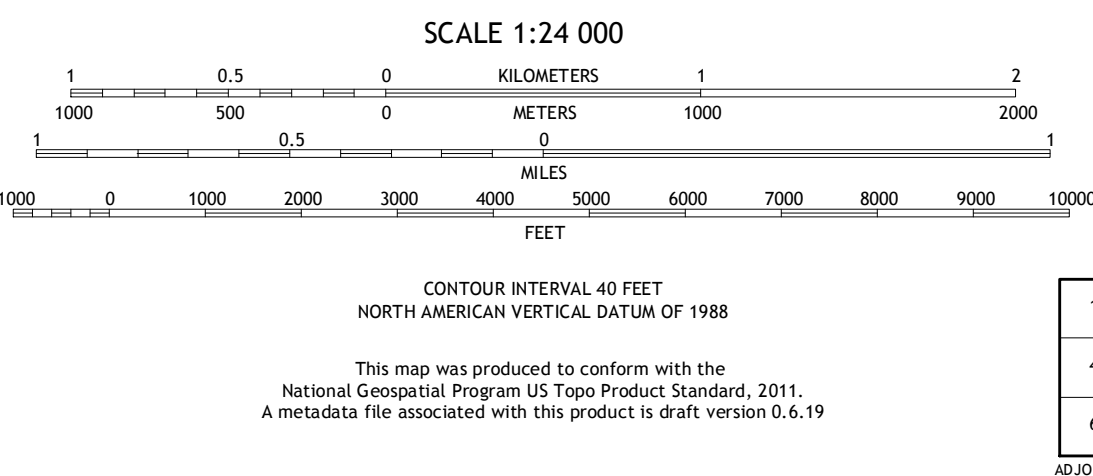 SCALE 1:24 000
1 0.5 0 KILOMETERS 1 2
1000 500 0 METERS 1000 2000
1 0.5 0 1
MILES
1000 0 1000 2000 3000 4000 5000 6000 7000 8000 9000 10000
FEET
CONTOUR INTERVAL 40 FEET
NORTH AMERICAN VERTICAL DATUM OF 1988
This map was produced to conform with the
National Geospatial Program US Topo Product Standard, 2011.
A metadata file associated with this product is draft version 0.6.19
ADJO